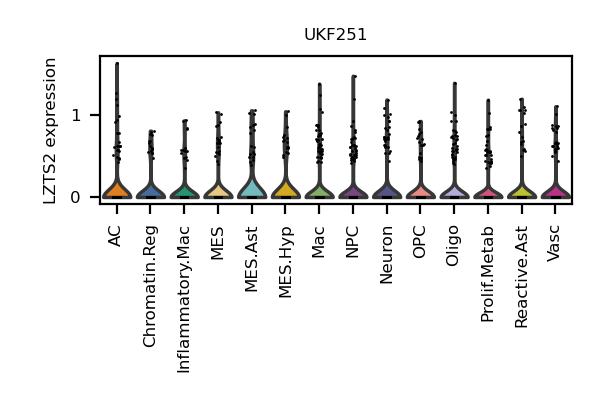 UKF251
LZTS2 expression
1
0
AC
Chromatin.Reg
Inflammatory.Mac
MES
MES.Ast
MES.Hyp
Mac
NPC
Neuron
OPC
Oligo
Prolif.Metab
Reactive.Ast
Vasc